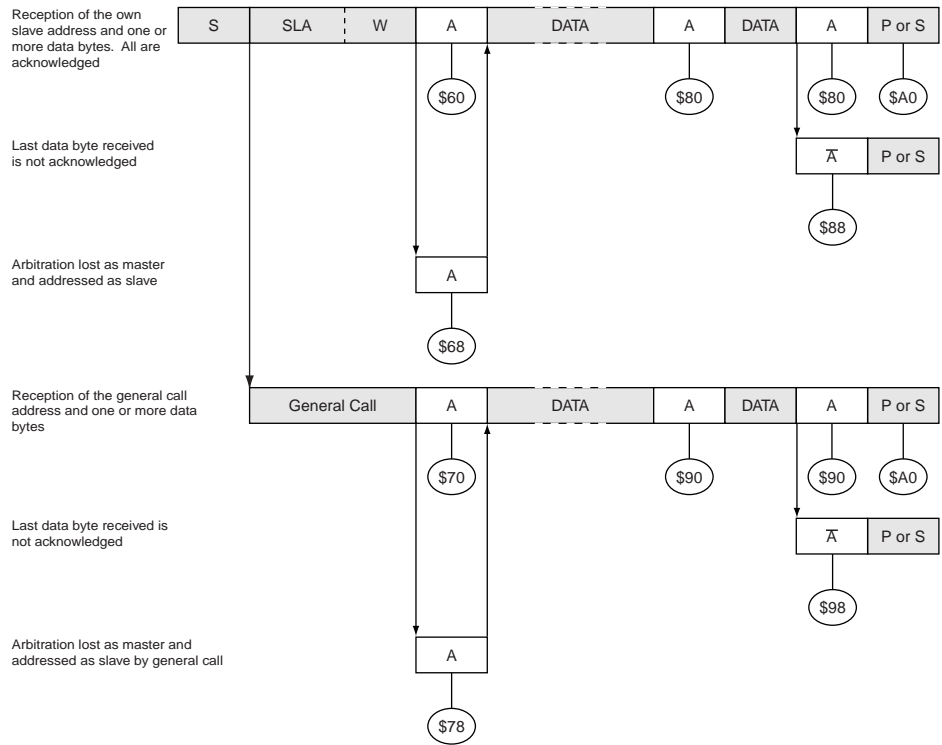 Reception of the own
slave address and one or
more data bytes. All are
acknowledged
S SLA W A DATA A DATA A P or S
$60 $80 $80 $A0
Last data byte received
is not acknowledged
A̅ P or S
$88
Arbitration lost as master
and addressed as slave
A
$68
Reception of the general call
address and one or more data
bytes
General Call A DATA A DATA A P or S
$70 $90 $90 $A0
Last data byte received is
not acknowledged
A̅ P or S
$98
Arbitration lost as master and
addressed as slave by general call
A
$78